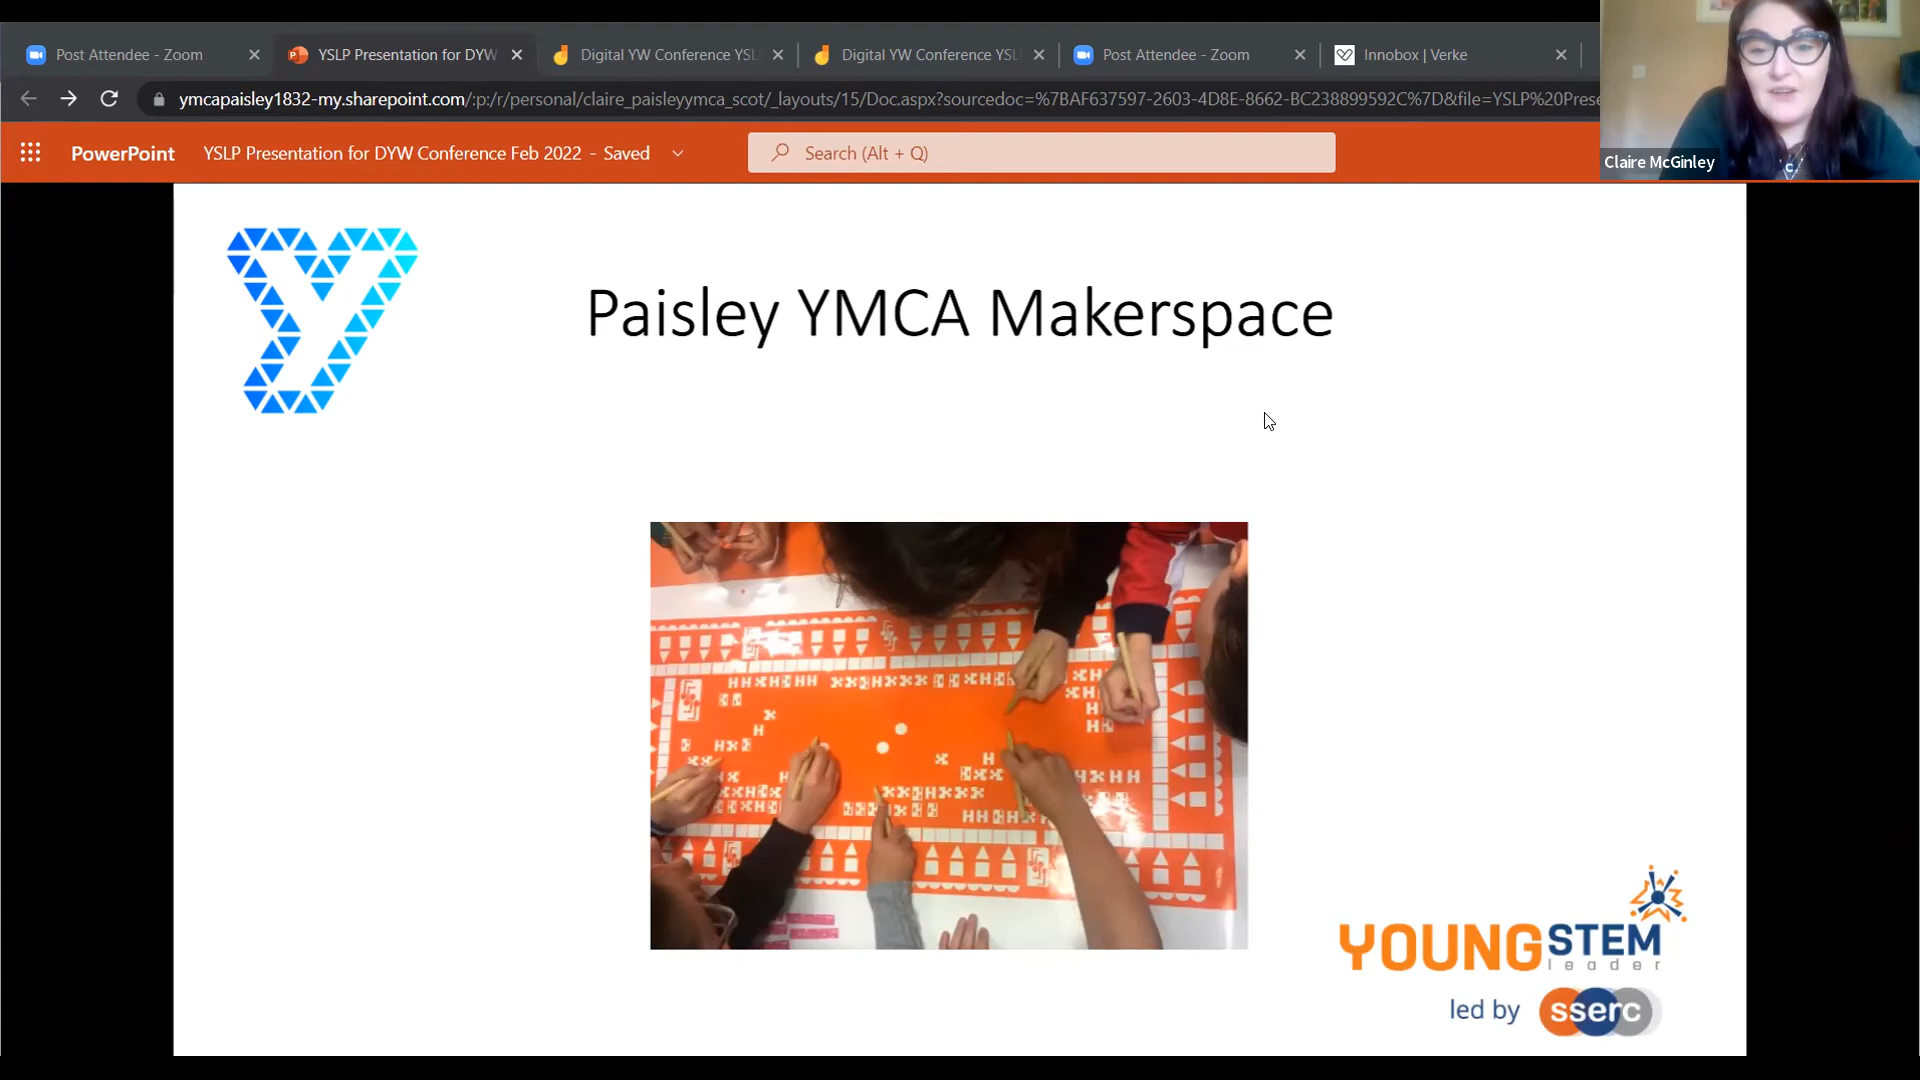 Post Attendee - Zoom
YSLP Presentation for DYW
Digital YW Conference YSL
Digital YW Conference YSL
Post Attendee - Zoom
Innobox | Verke
ymcapaisley1832-my.sharepoint.com/:p:/r/personal/claire_paisleyymca_scot/_layouts/15/Doc.aspx?sourcedoc=%7BAF637597-2603-4D8E-8662-BC238899592C%7D&file=YSLP%20Prese
PowerPoint
YSLP Presentation for DYW Conference Feb 2022 - Saved
Search (Alt + Q)
Claire McGinley
Paisley YMCA Makerspace
YOUNG STEM
leader
led by sserc